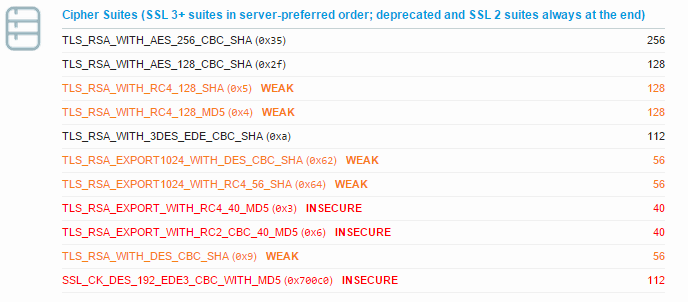 Cipher Suites (SSL 3+ suites in server-preferred order; deprecated and SSL 2 suites always at the end)
TLS_RSA_WITH_AES_256_CBC_SHA (0x35) 256
TLS_RSA_WITH_AES_128_CBC_SHA (0x2f) 128
TLS_RSA_WITH_RC4_128_SHA (0x5) WEAK 128
TLS_RSA_WITH_RC4_128_MD5 (0x4) WEAK 128
TLS_RSA_WITH_3DES_EDE_CBC_SHA (0xa) 112
TLS_RSA_EXPORT1024_WITH_DES_CBC_SHA (0x62) WEAK 56
TLS_RSA_EXPORT1024_WITH_RC4_56_SHA (0x64) WEAK 56
TLS_RSA_EXPORT_WITH_RC4_40_MD5 (0x3) INSECURE 40
TLS_RSA_EXPORT_WITH_RC2_CBC_40_MD5 (0x6) INSECURE 40
TLS_RSA_WITH_DES_CBC_SHA (0x9) WEAK 56
SSL_CK_DES_192_EDE3_CBC_WITH_MD5 (0x700c0) INSECURE 112